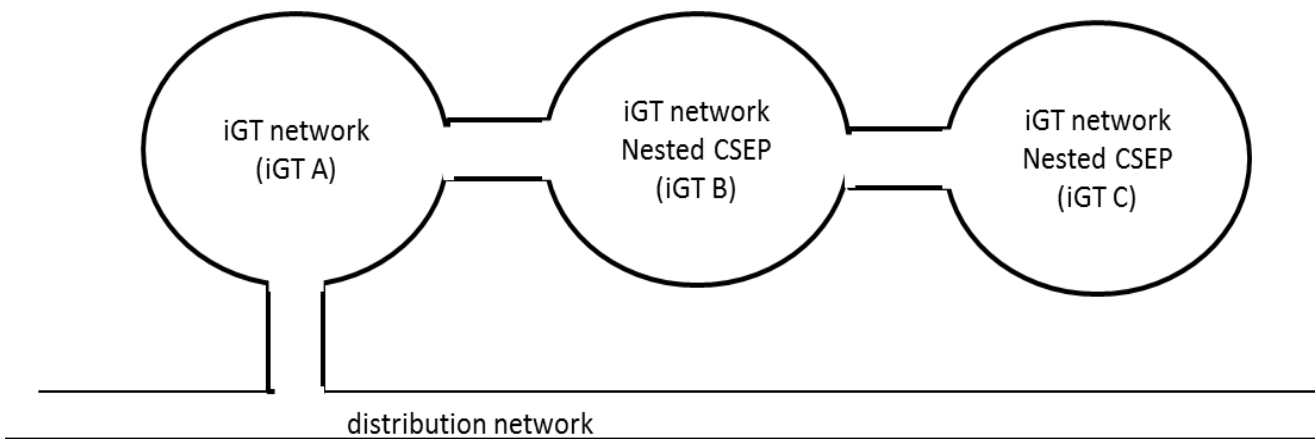 iGT network
(iGT A)
iGT network
Nested CSEP
(iGT B)
iGT network
Nested CSEP
(iGT C)
distribution network